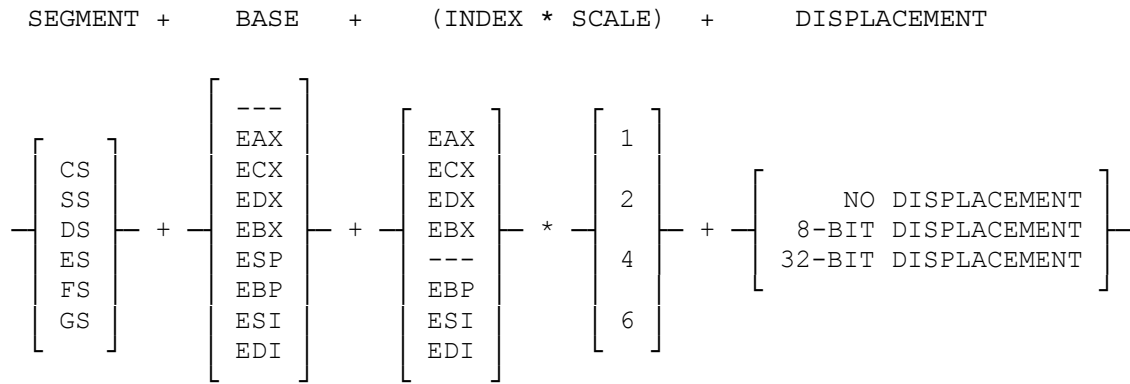 SEGMENT + BASE + (INDEX * SCALE) + DISPLACEMENT
---
EAX EAX 1
CS ECX ECX
SS EDX EDX 2 NO DISPLACEMENT
DS + EBX + EBX * + 8-BIT DISPLACEMENT
ES ESP --- 4 32-BIT DISPLACEMENT
FS EBP EBP
GS ESI ESI 6
EDI EDI